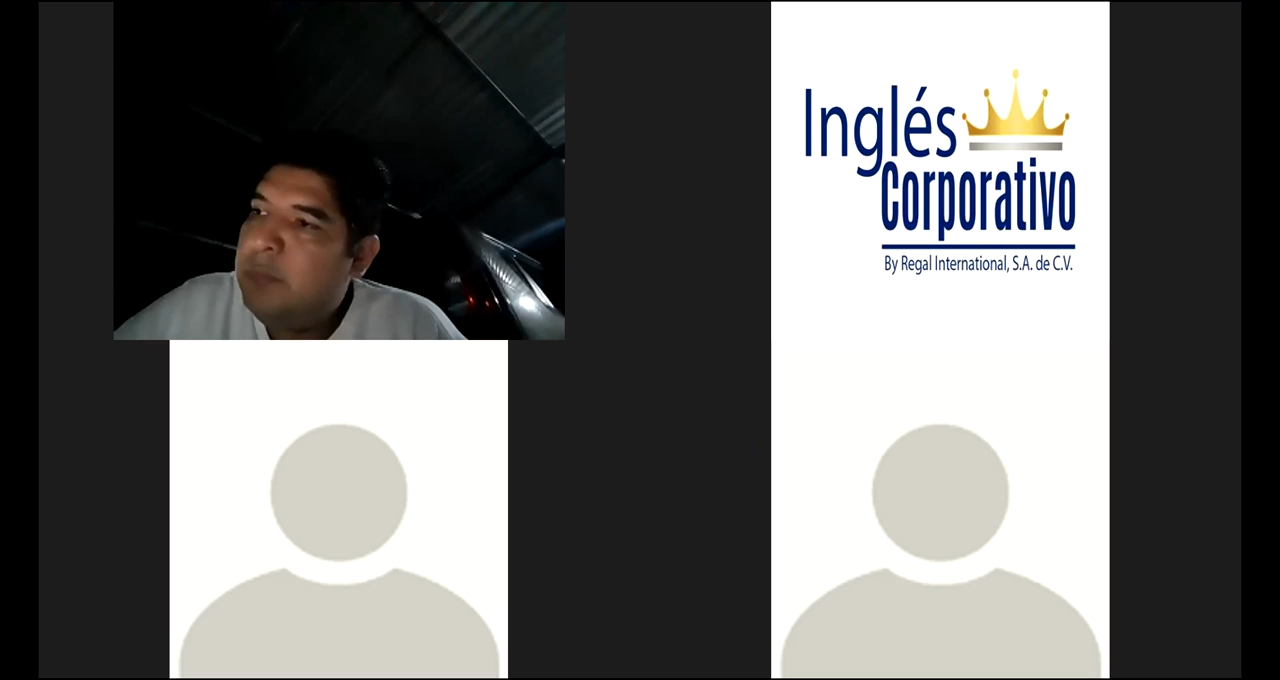 Inglés
Corporativo
By Regal International, S.A. de C.V.